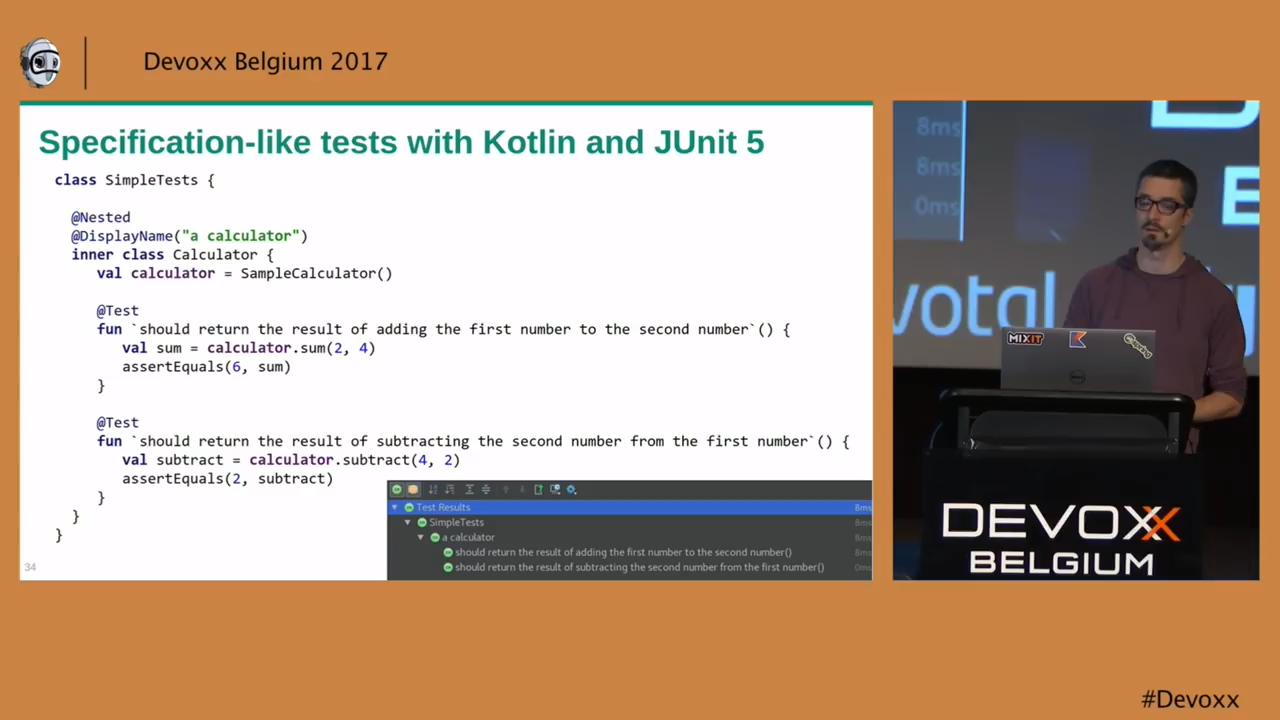 Devoxx Belgium 2017
Specification-like tests with Kotlin and JUnit 5
class SimpleTests {
@Nested
@DisplayName("a calculator")
inner class Calculator {
val calculator = SampleCalculator()
@Test
fun `should return the result of adding the first number to the second number`() {
val sum = calculator.sum(2, 4)
assertEquals(6, sum)
}
@Test
fun `should return the result of subtracting the second number from the first number`() {
val subtract = calculator.subtract(4, 2)
assertEquals(2, subtract)
}
}
}
Test Results 8ms
SimpleTests 8ms
a calculator 8ms
should return the result of adding the first number to the second number() 8ms
should return the result of subtracting the second number from the first number() 0ms
34
8ms
8ms
0ms
votal
MIXIT
DEVOXX
BELGIUM
#Devoxx